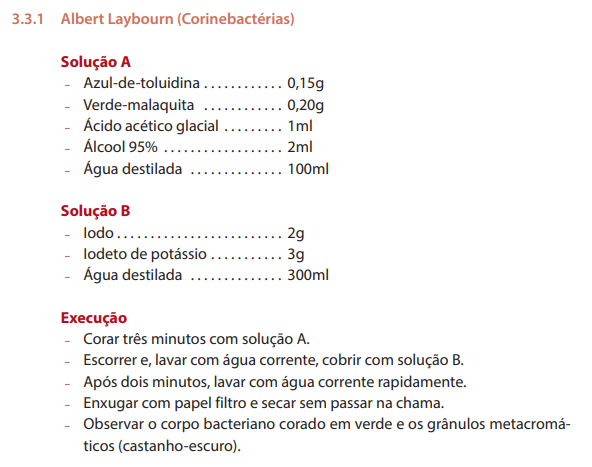 3.3.1 Albert Laybourn (Corinebactérias)
Solução A
– Azul-de-toluidina . . . . . . . . . . . . 0,15g
– Verde-malaquita . . . . . . . . . . . . 0,20g
– Ácido acético glacial . . . . . . . . . 1ml
– Álcool 95% . . . . . . . . . . . . . . . . . . 2ml
– Água destilada . . . . . . . . . . . . . . 100ml
Solução B
– Iodo . . . . . . . . . . . . . . . . . . . . . . . . . 2g
– Iodeto de potássio . . . . . . . . . . . 3g
– Água destilada . . . . . . . . . . . . . . 300ml
Execução
– Corar três minutos com solução A.
– Escorrer e, lavar com água corrente, cobrir com solução B.
– Após dois minutos, lavar com água corrente rapidamente.
– Enxugar com papel filtro e secar sem passar na chama.
– Observar o corpo bacteriano corado em verde e os grânulos metacromá-
ticos (castanho-escuro).